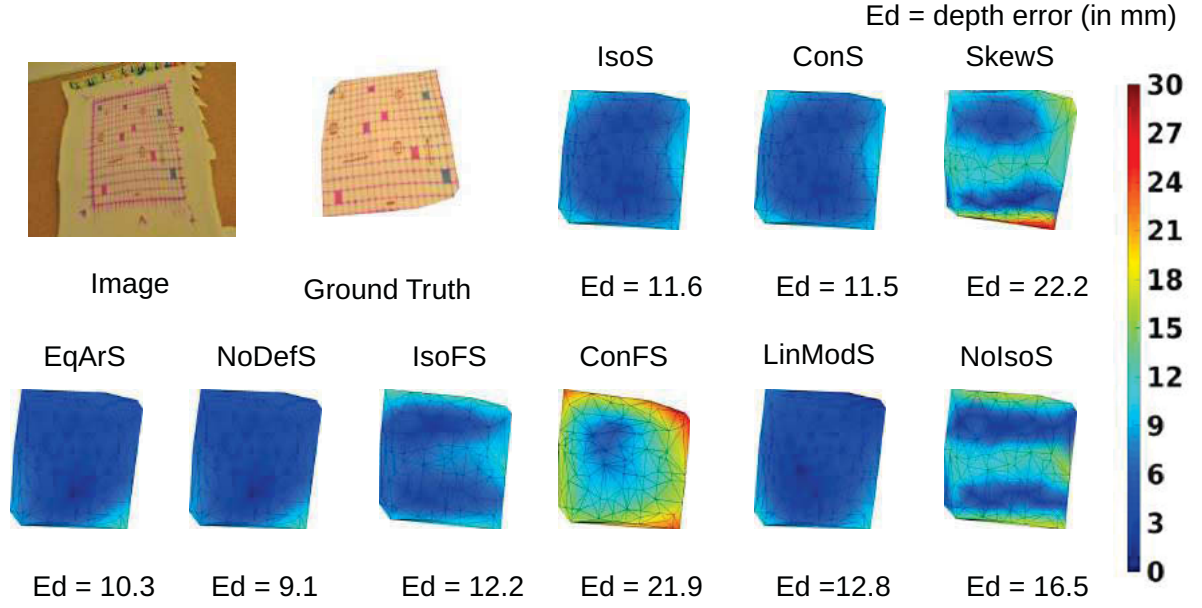 Ed = depth error (in mm)
IsoS ConS SkewS
Image Ground Truth Ed = 11.6 Ed = 11.5 Ed = 22.2
EqArS NoDefS IsoFS ConFS LinModS NoIsoS
Ed = 10.3 Ed = 9.1 Ed = 12.2 Ed = 21.9 Ed =12.8 Ed = 16.5
30
27
24
21
18
15
12
9
6
3
0